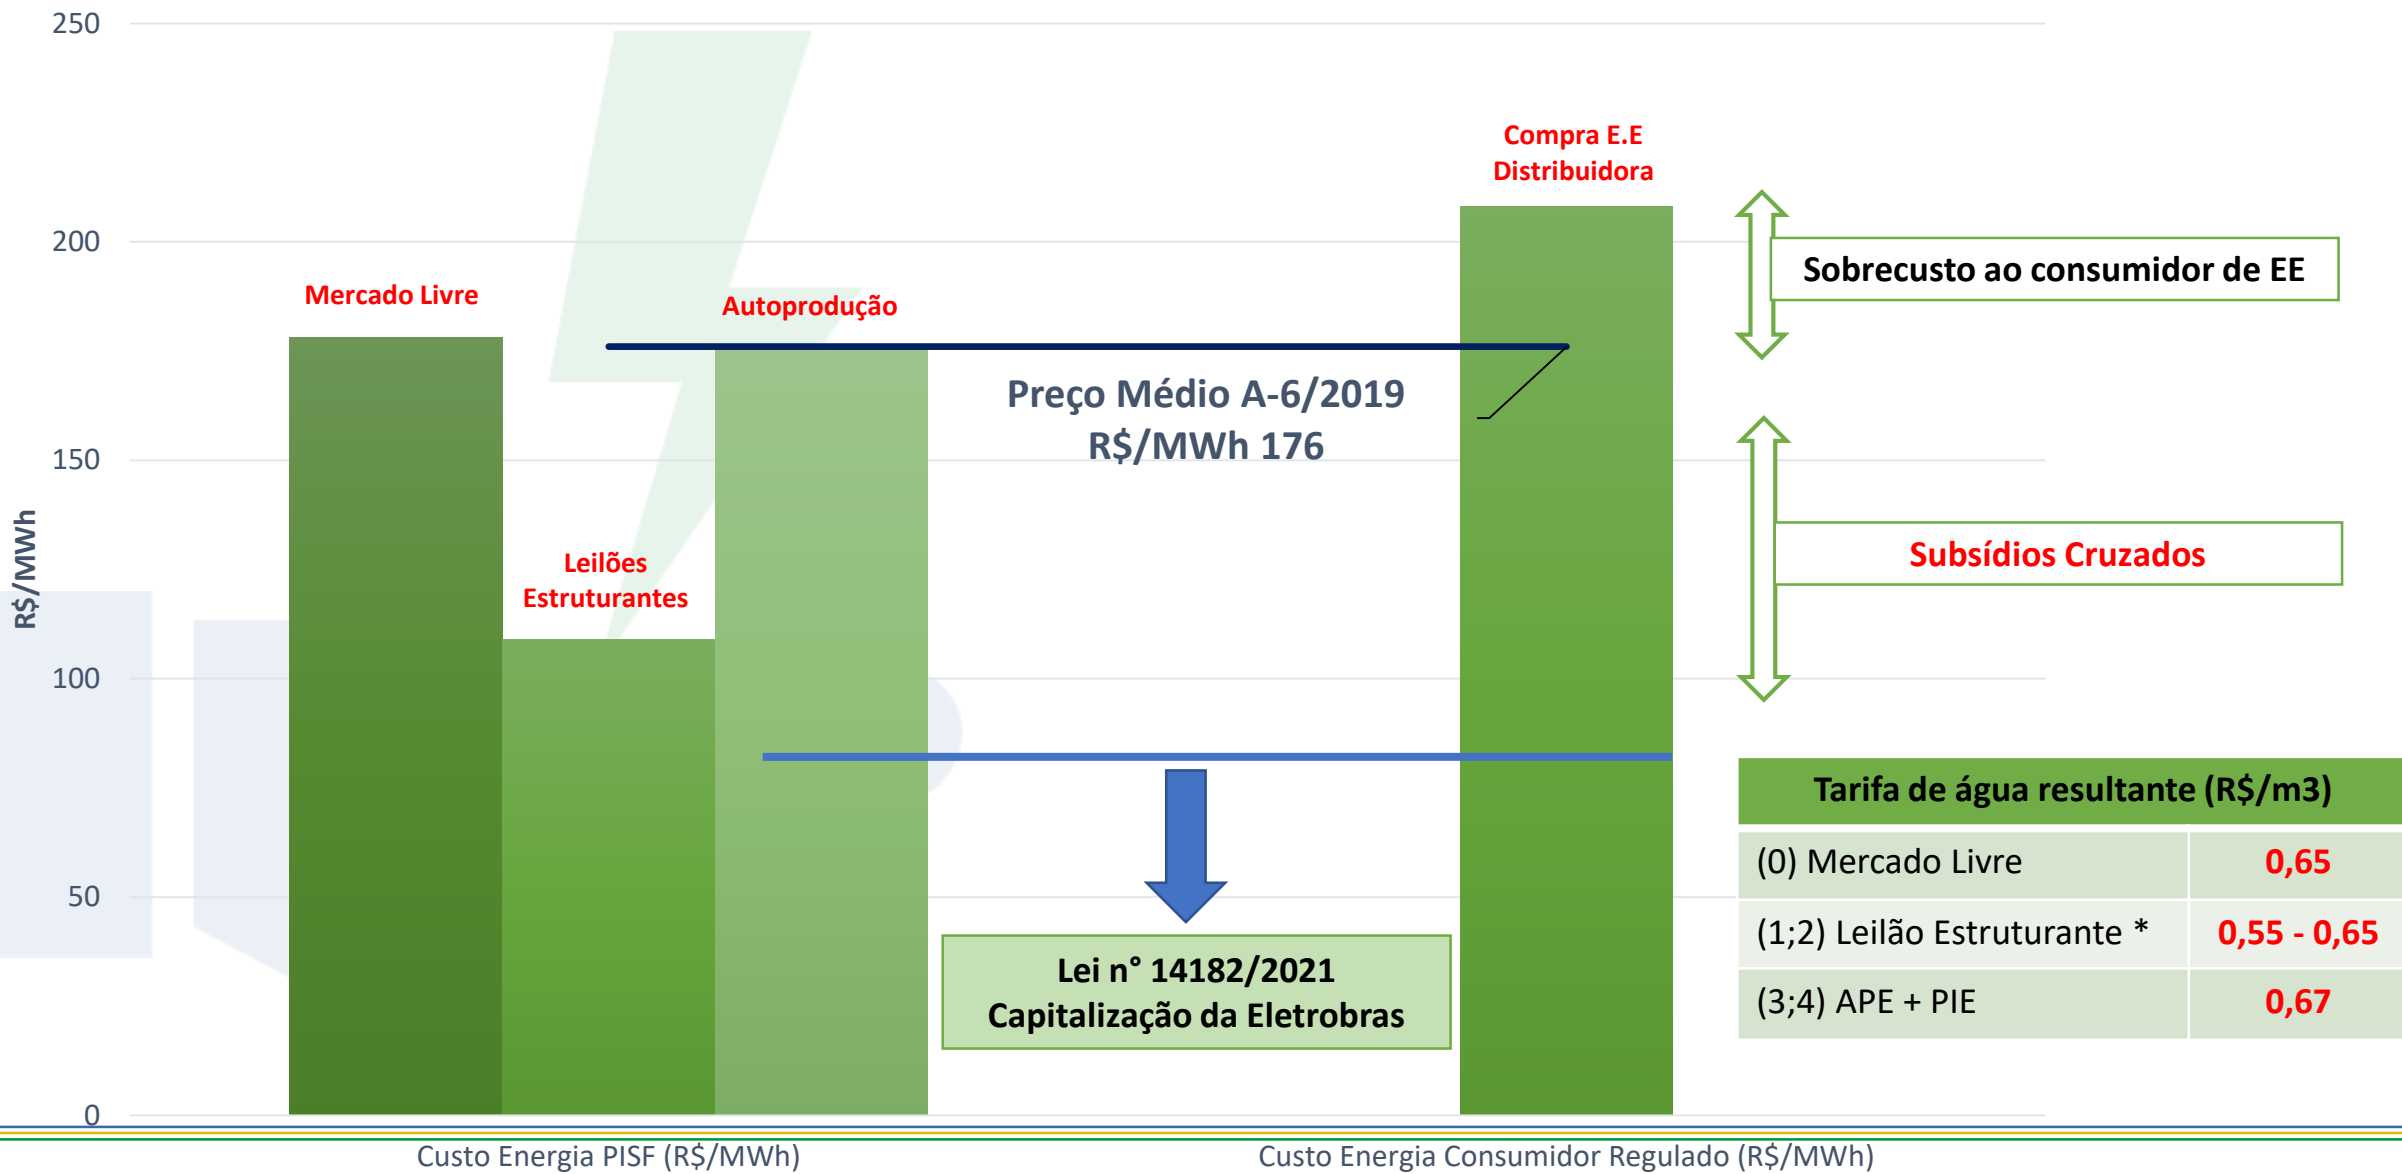 250
200
150
100
50
0
R$/MWh
Mercado Livre
Leilões
Estruturantes
Autoprodução
Preço Médio A-6/2019
R$/MWh 176
Compra E.E
Distribuidora
Sobrecusto ao consumidor de EE
Subsídios Cruzados
Lei n° 14182/2021
Capitalização da Eletrobras
Tarifa de água resultante (R$/m3)
(0) Mercado Livre 0,65
(1;2) Leilão Estruturante * 0,55 - 0,65
(3;4) APE + PIE 0,67
Custo Energia PISF (R$/MWh)
Custo Energia Consumidor Regulado (R$/MWh)